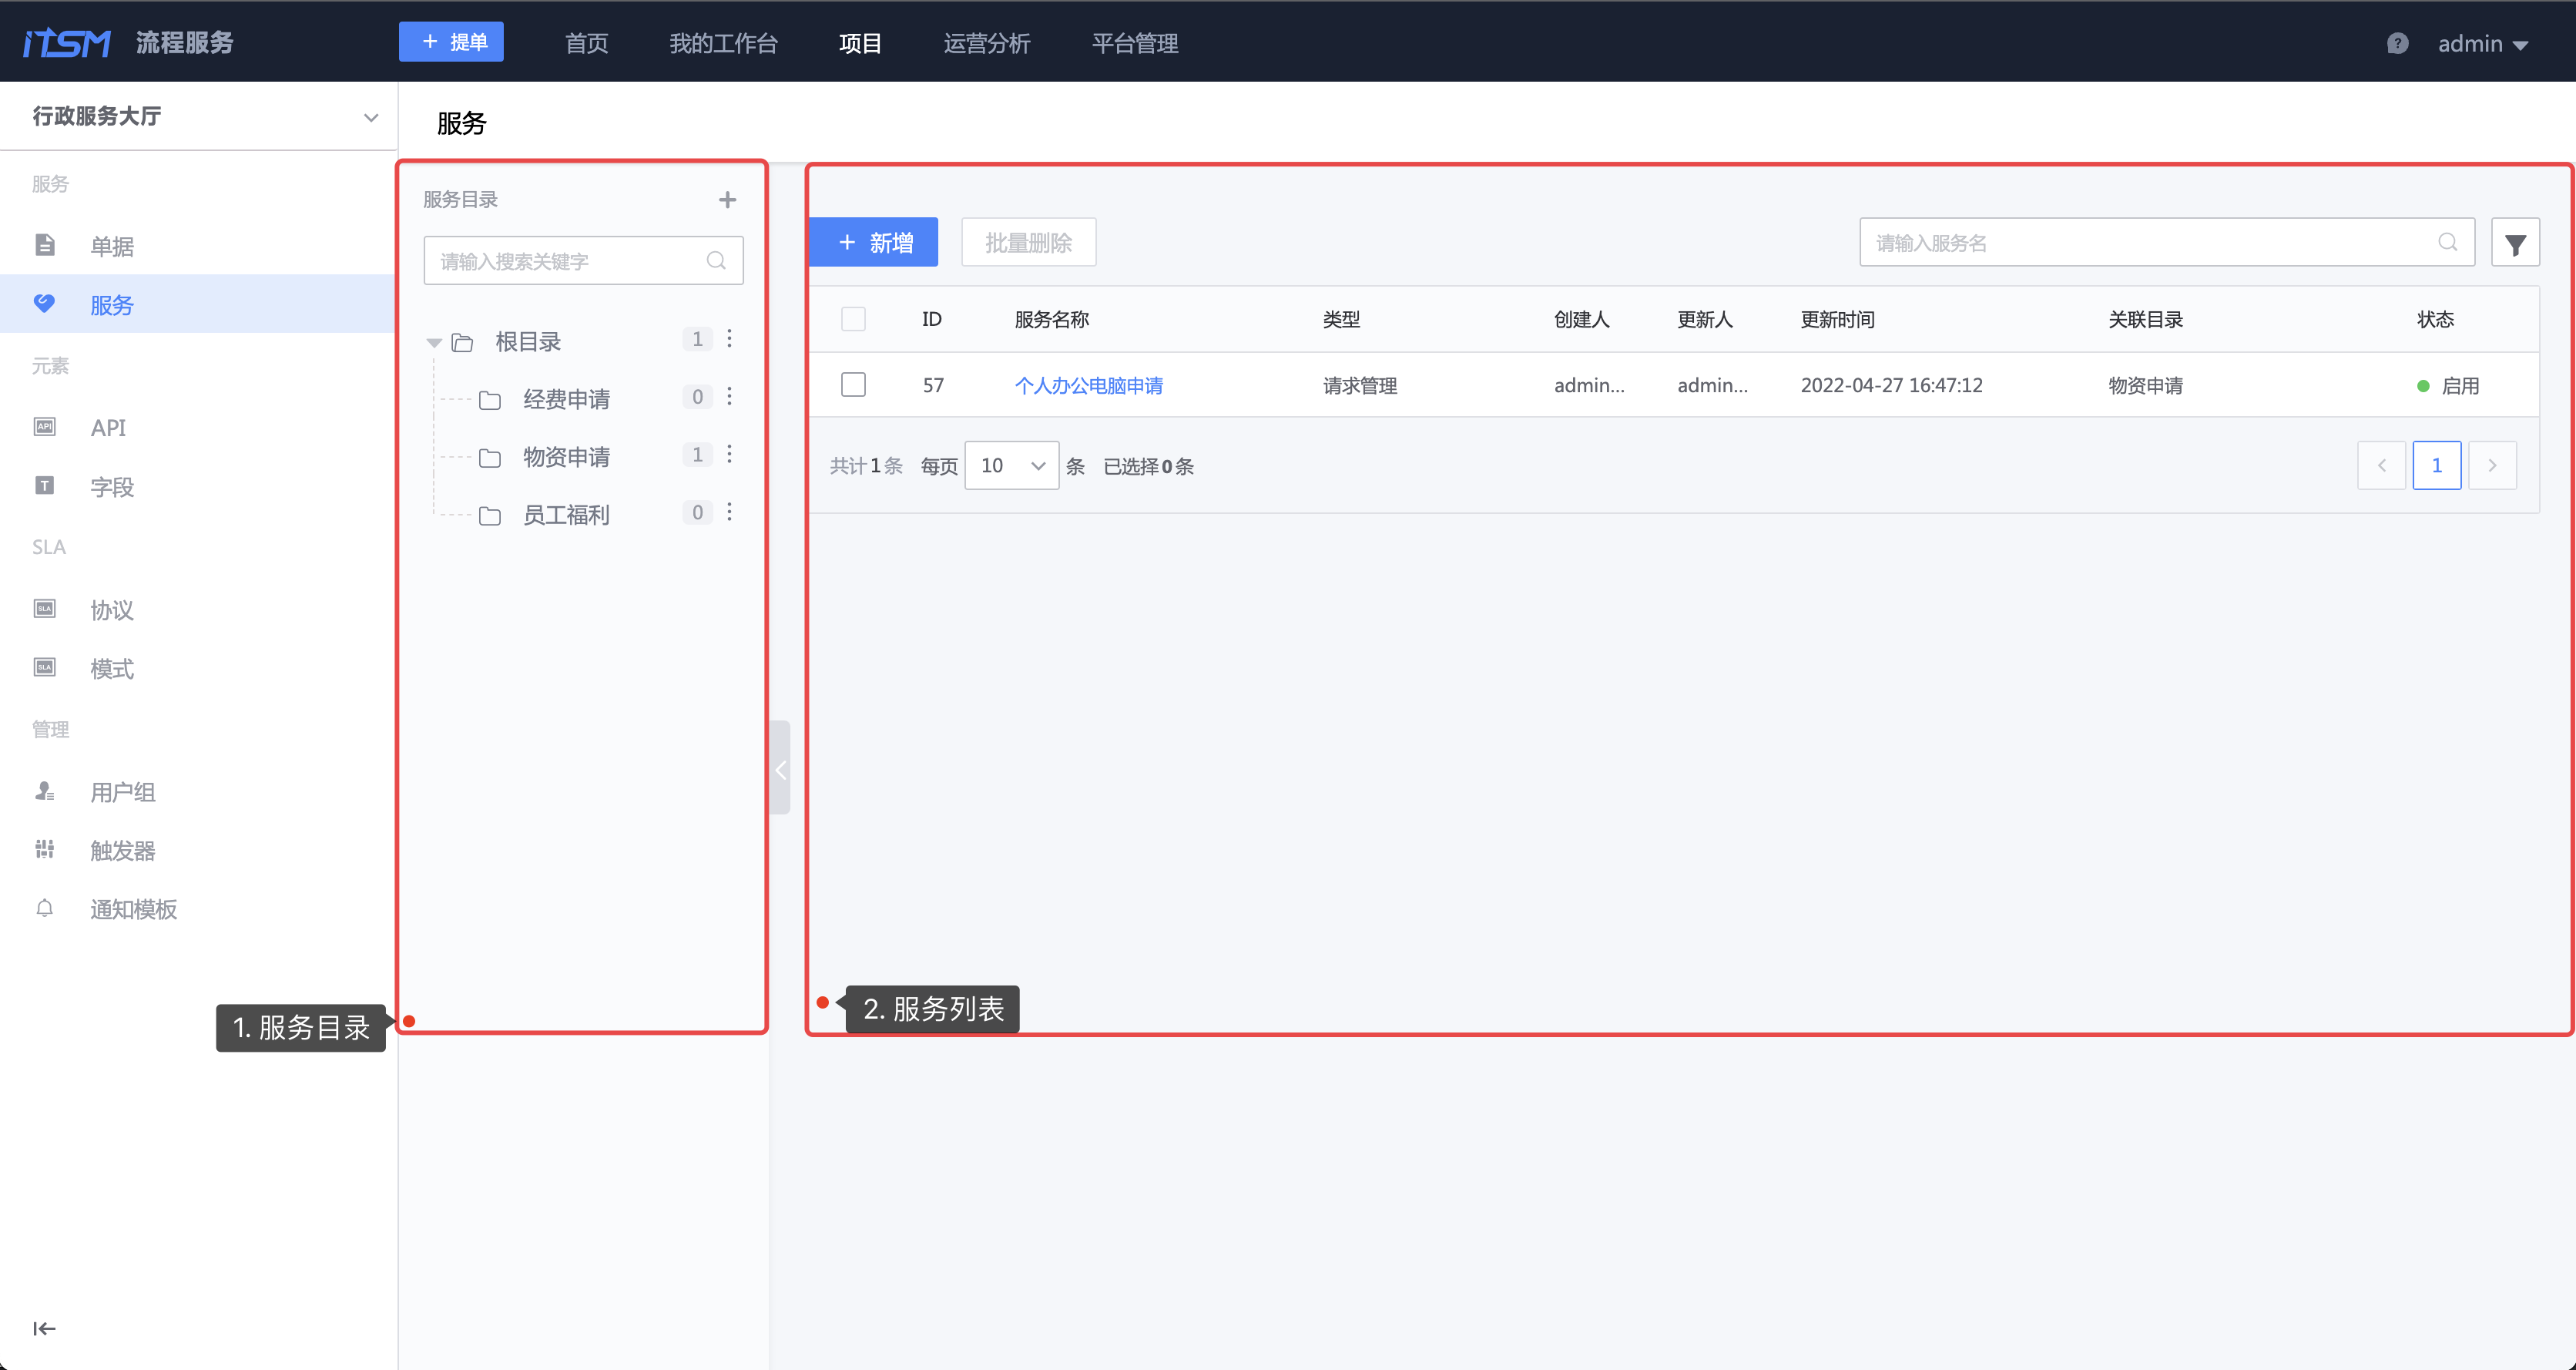 iTSM 流程服务 + 提单 首页 我的工作台 项目 运营分析 平台管理 ? admin
行政服务大厅
服务
单据
服务
元素
API API
T 字段
SLA
SLA 协议
SLA 模式
管理
用户组
触发器
通知模板
服务
服务目录 +
请输入搜索关键字
根目录 1
经费申请 0
物资申请 1
员工福利 0
1. 服务目录
+ 新增 批量删除 请输入服务名
ID 服务名称 类型 创建人 更新人 更新时间 关联目录 状态
57 个人办公电脑申请 请求管理 admin... admin... 2022-04-27 16:47:12 物资申请 启用
共计1条 每页 10 条 已选择0条 1
2. 服务列表